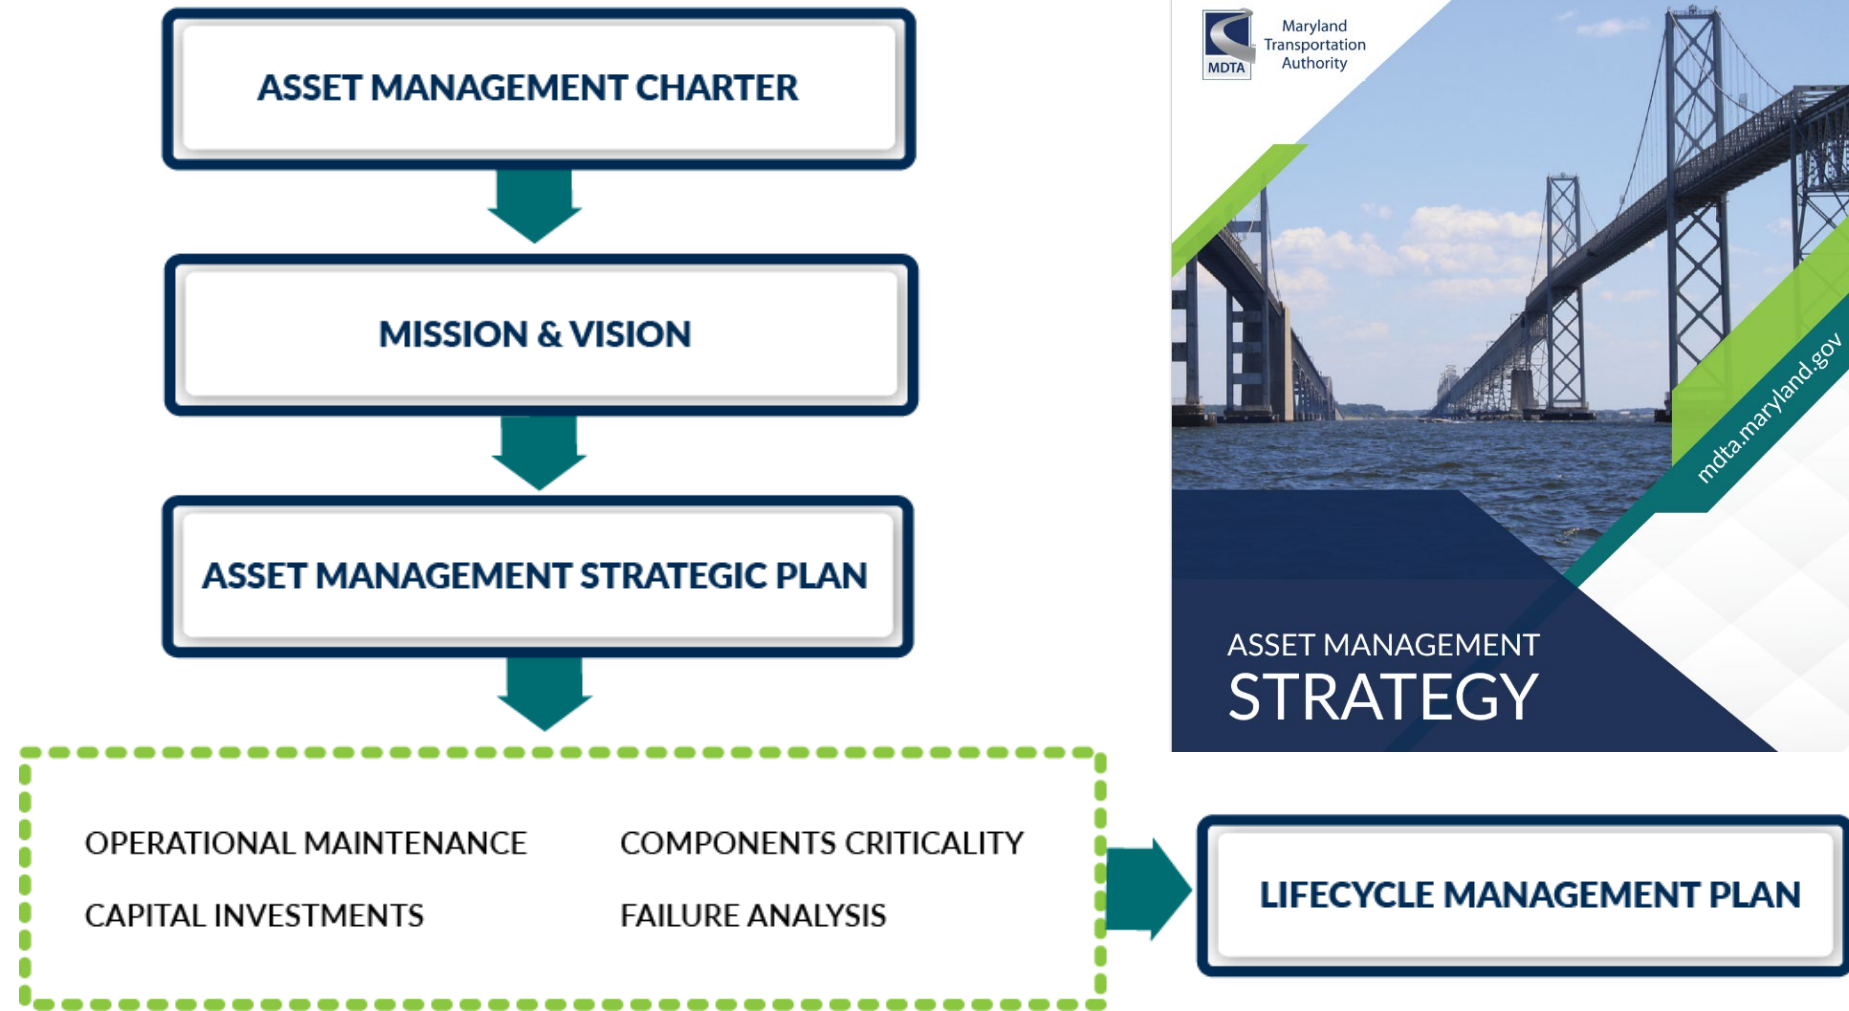 ASSET MANAGEMENT CHARTER
MISSION & VISION
ASSET MANAGEMENT STRATEGIC PLAN
OPERATIONAL MAINTENANCE
COMPONENTS CRITICALITY
CAPITAL INVESTMENTS
FAILURE ANALYSIS
LIFECYCLE MANAGEMENT PLAN
MDTA
Maryland
Transportation
Authority
mdta.maryland.gov
ASSET MANAGEMENT
STRATEGY